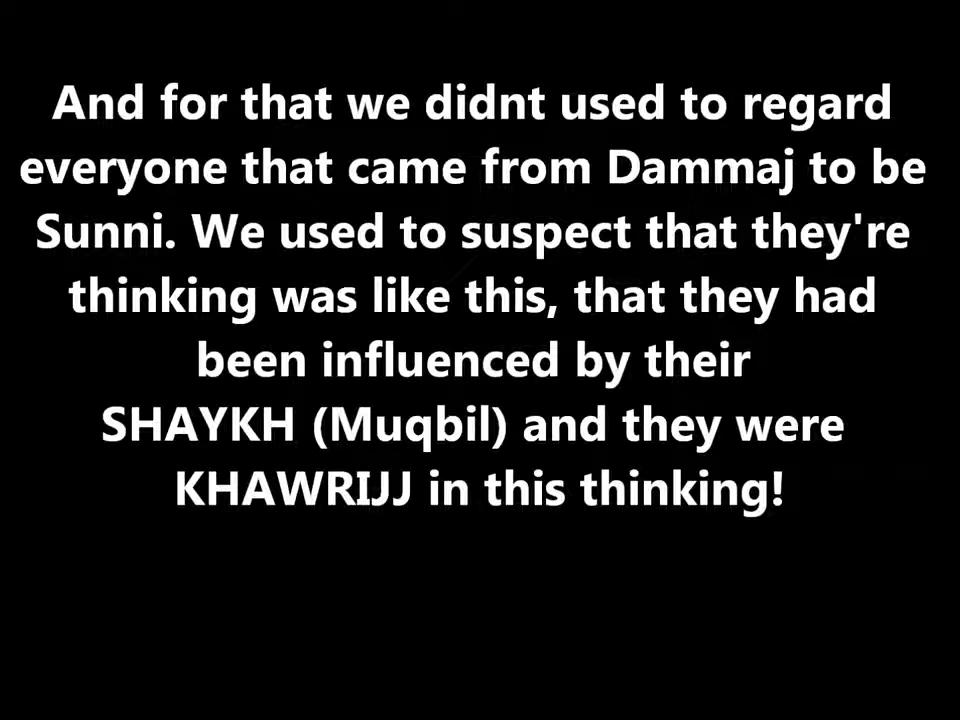 And for that we didnt used to regard
everyone that came from Dammaj to be
Sunni. We used to suspect that they're
thinking was like this, that they had
been influenced by their
SHAYKH (Muqbil) and they were
KHAWRIJJ in this thinking!